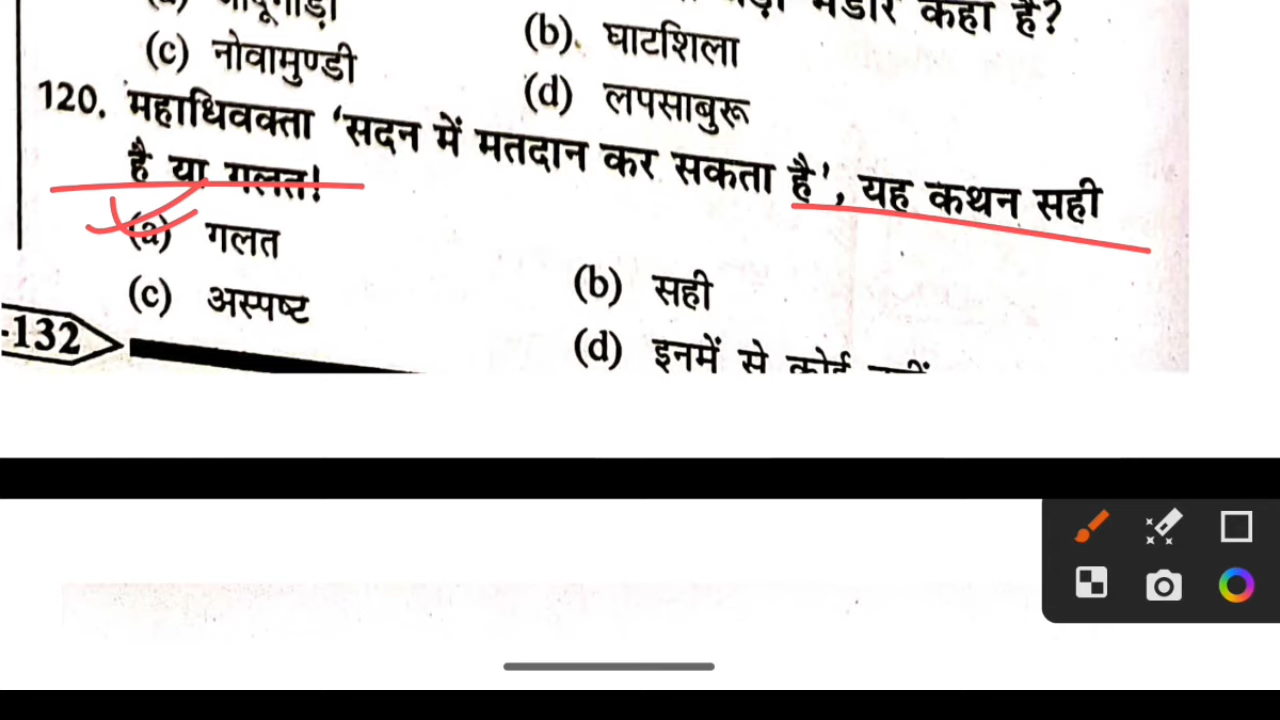 (c) नोवामुण्डी
भंडार कहाँ है?
(b). घाटशिला
(d) लपसाबुरू
120. महाधिवक्ता ‘सदन में मतदान कर सकता है’, यह कथन सही
है या गलत!
(a) गलत
(b) सही
(c) अस्पष्ट
(d) इनमें से कोई
-132